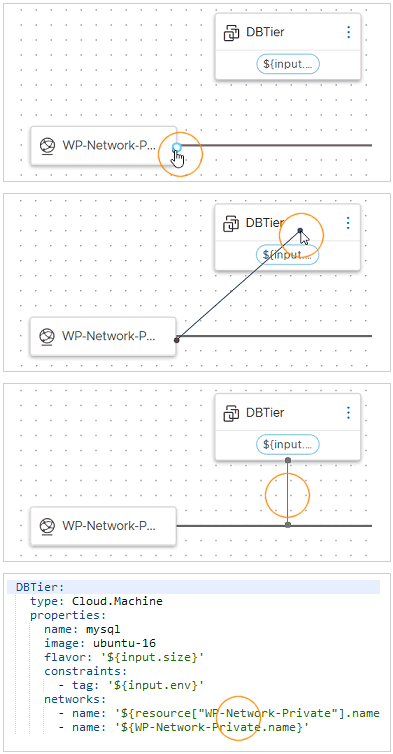 DBTier
${input....
WP-Network-P...
DBTier
${input....
WP-Network-P...
DBTier
${input....
WP-Network-P...
DBTier:
type: Cloud.Machine
properties:
name: mysql
image: ubuntu-16
flavor: '${input.size}'
constraints:
- tag: '${input.env}'
networks:
- name: '${resource["WP-Network-Private"].name
- name: '${WP-Network-Private.name}'